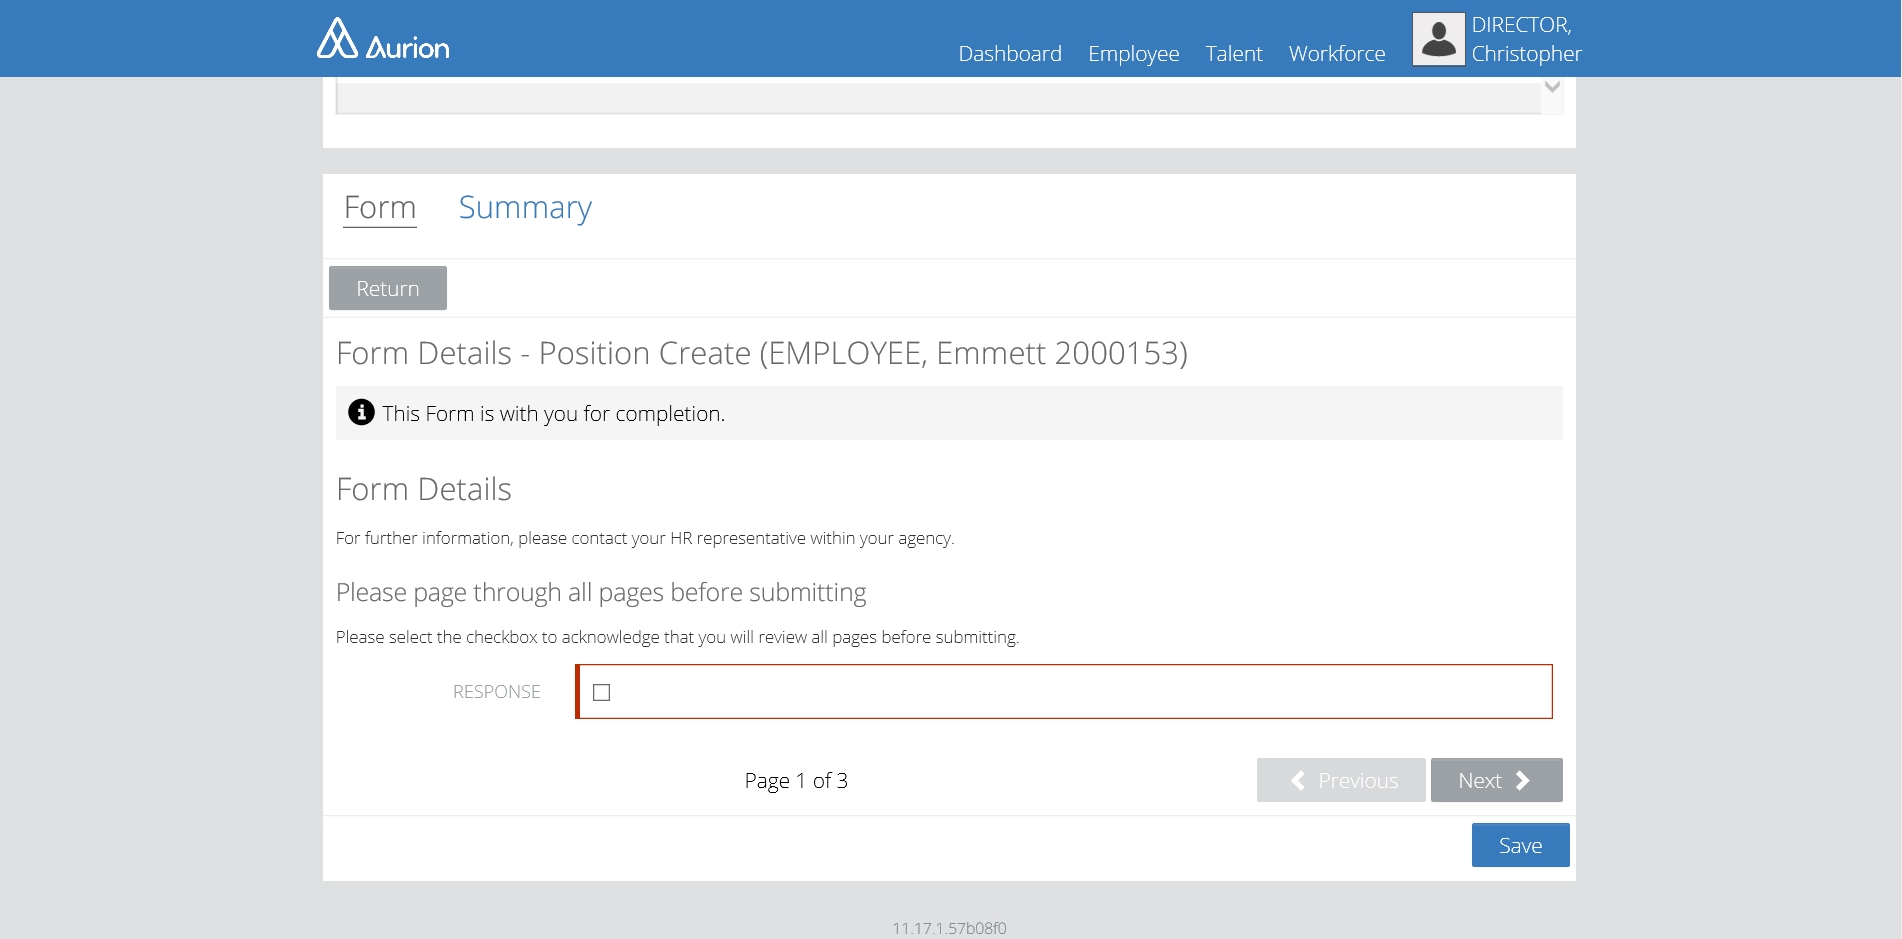 Aurion
Dashboard Employee Talent Workforce
DIRECTOR,
Christopher
Form Summary
Return
Form Details - Position Create (EMPLOYEE, Emmett 2000153)
This Form is with you for completion.
Form Details
For further information, please contact your HR representative within your agency.
Please page through all pages before submitting
Please select the checkbox to acknowledge that you will review all pages before submitting.
RESPONSE
Page 1 of 3 Previous Next
Save
11.17.1.57b08f0